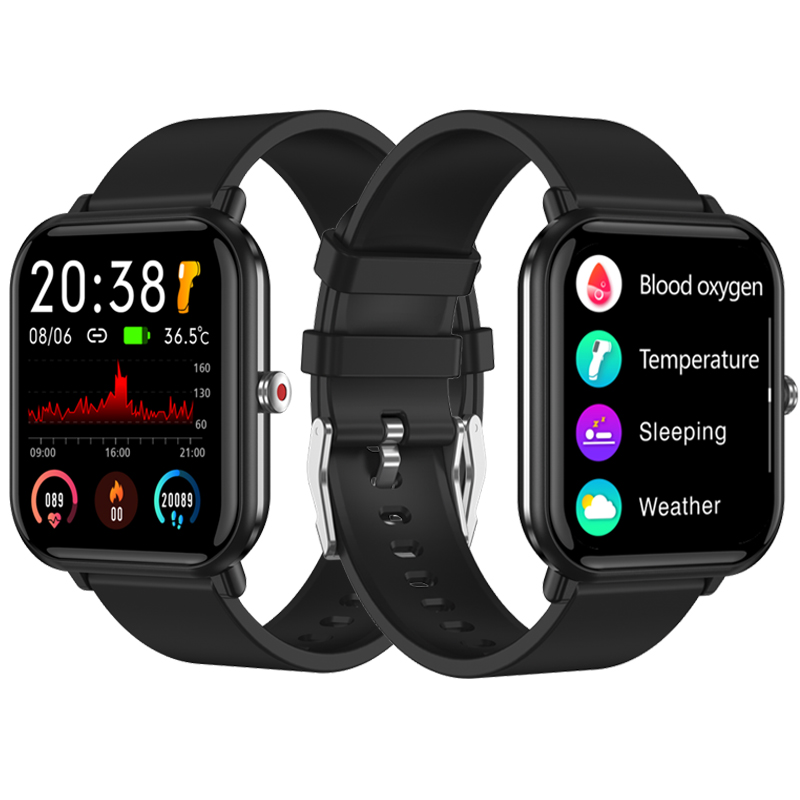 20:38
08/06 36.5℃
160
130
60
09:00 16:00 21:00
089 00 20089
Blood oxygen
Temperature
z z
Sleeping
Weather